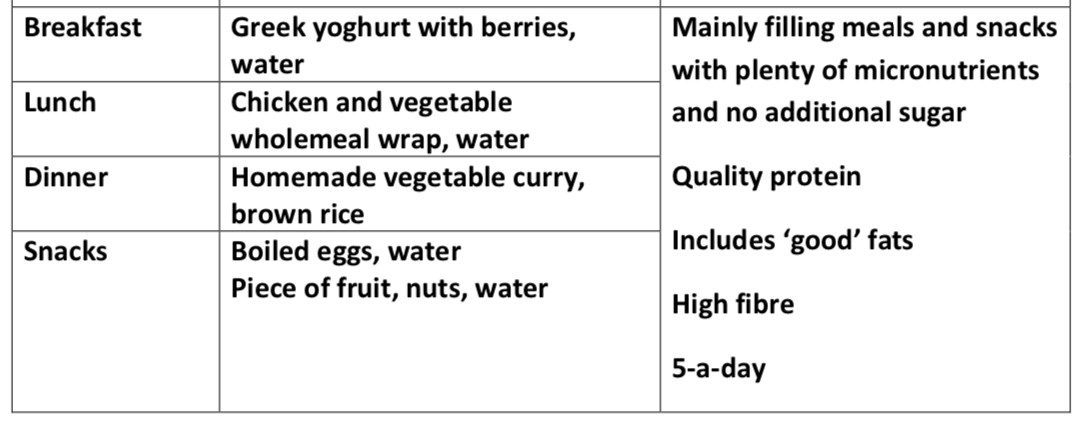 Breakfast
Greek yoghurt with berries,
water
Lunch
Chicken and vegetable
wholemeal wrap, water
Dinner
Homemade vegetable curry,
brown rice
Snacks
Boiled eggs, water
Piece of fruit, nuts, water
Mainly filling meals and snacks
with plenty of micronutrients
and no additional sugar
Quality protein
Includes ‘good’ fats
High fibre
5-a-day